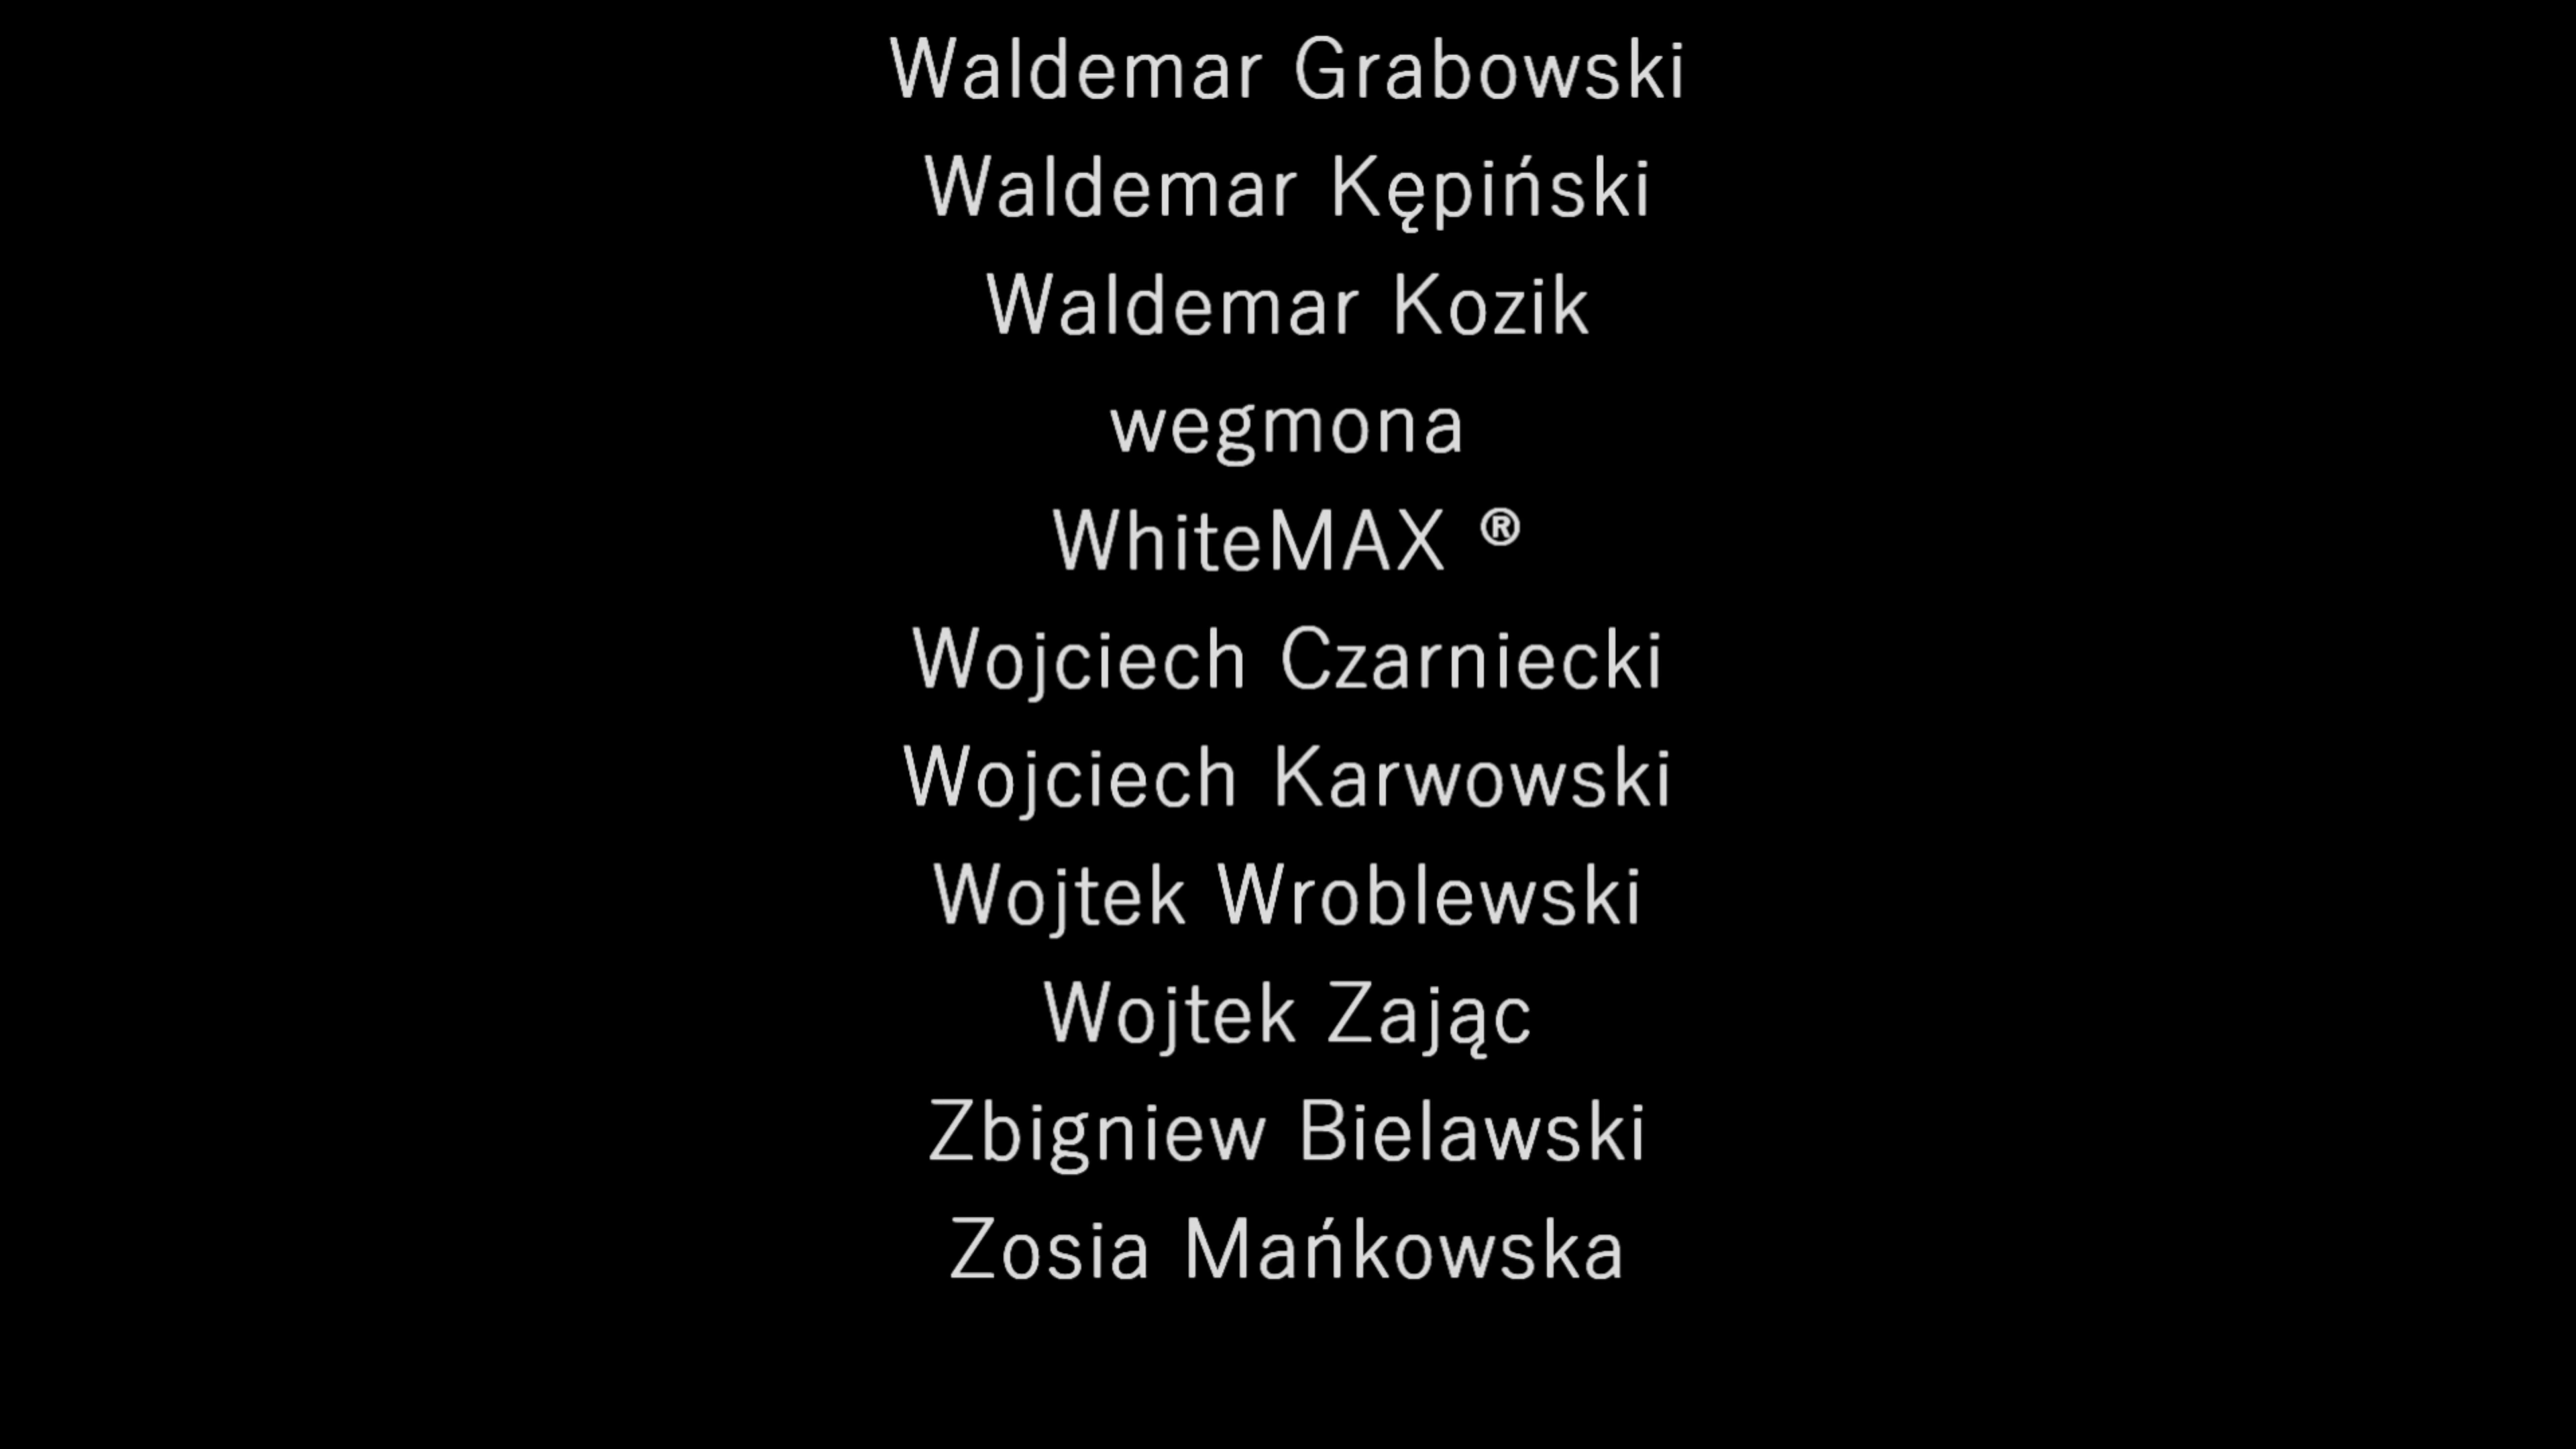 Waldemar Grabowski
Waldemar Kępiński
Waldemar Kozik
wegmona
WhiteMAX ®
Wojciech Czarniecki
Wojciech Karwowski
Wojtek Wroblewski
Wojtek Zając
Zbigniew Bielawski
Zosia Mańkowska